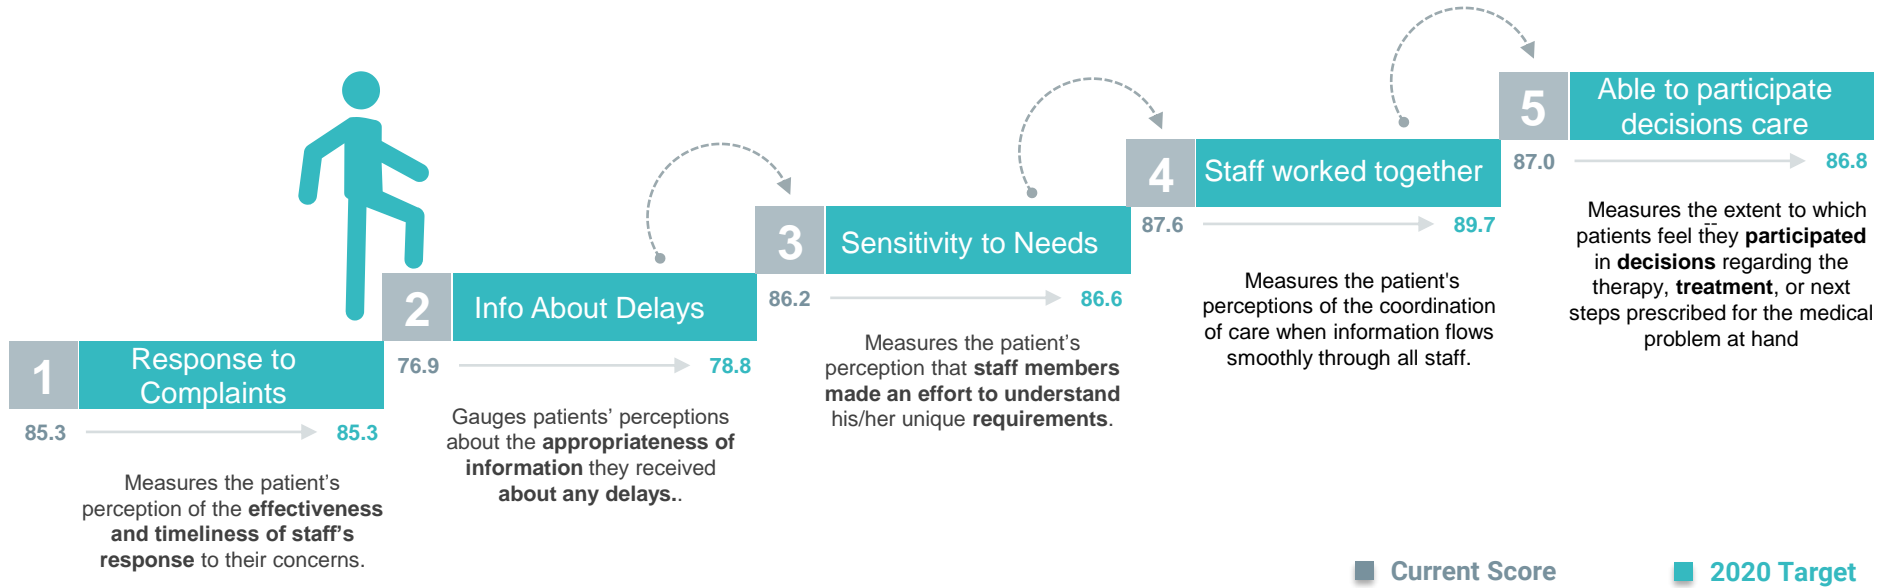 1
Response to
Complaints
85.3
85.3
Measures the patient’s
perception of the effectiveness
and timeliness of staff’s
response to their concerns.
2
Info About Delays
76.9
78.8
Gauges patients’ perceptions
about the appropriateness of
information they received
about any delays..
3
Sensitivity to Needs
86.2
86.6
Measures the patient’s
perception that staff members
made an effort to understand
his/her unique requirements.
4
Staff worked together
87.6
89.7
Measures the patient's
perceptions of the coordination
of care when information flows
smoothly through all staff.
5
Able to participate
decisions care
87.0
86.8
Measures the extent to which
patients feel they participated
in decisions regarding the
therapy, treatment, or next
steps prescribed for the medical
problem at hand
Current Score
2020 Target